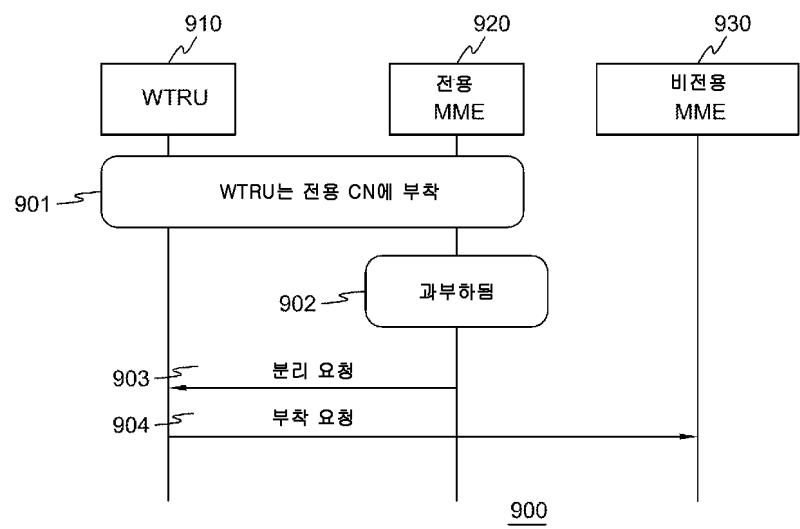 910
920
930
WTRU
전용
MME
비전용
MME
901
WTRU는 전용 CN에 부착
902
과부하됨
903
분리 요청
904
부착 요청
900